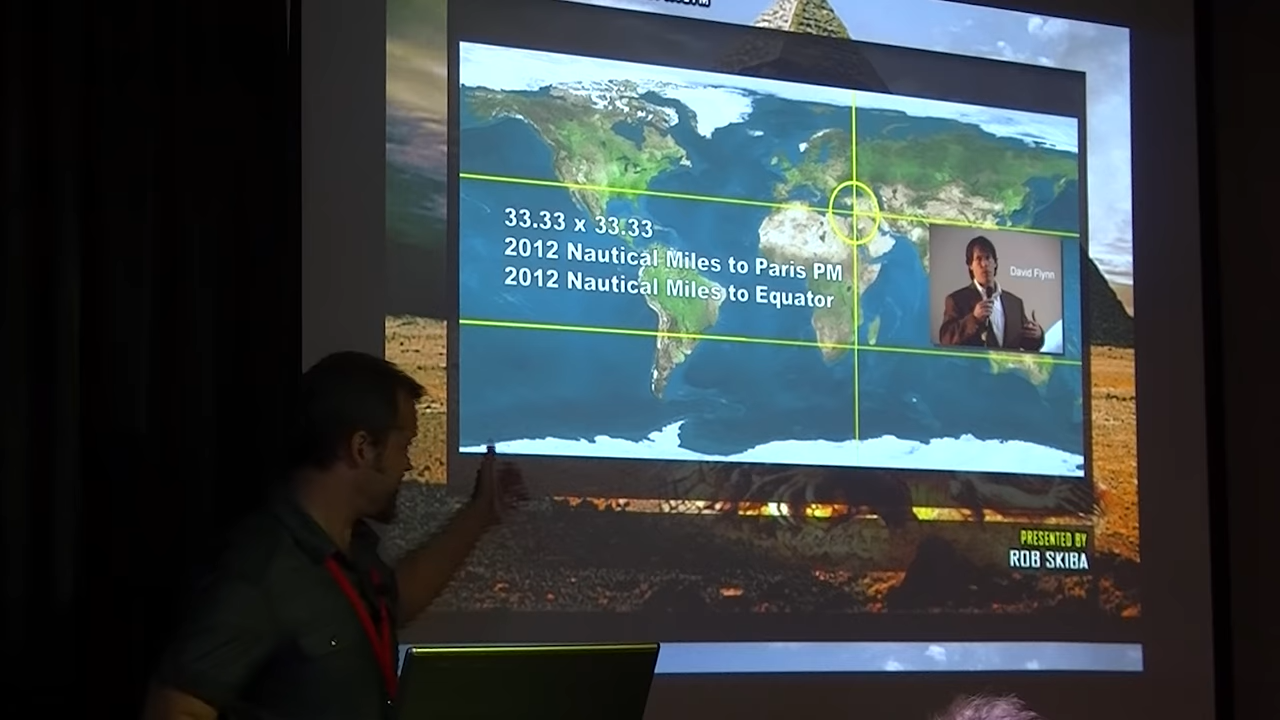 33.33 x 33.33
2012 Nautical Miles to Paris PM
2012 Nautical Miles to Equator
David Flynn
PRESENTED BY
ROB SKIBA